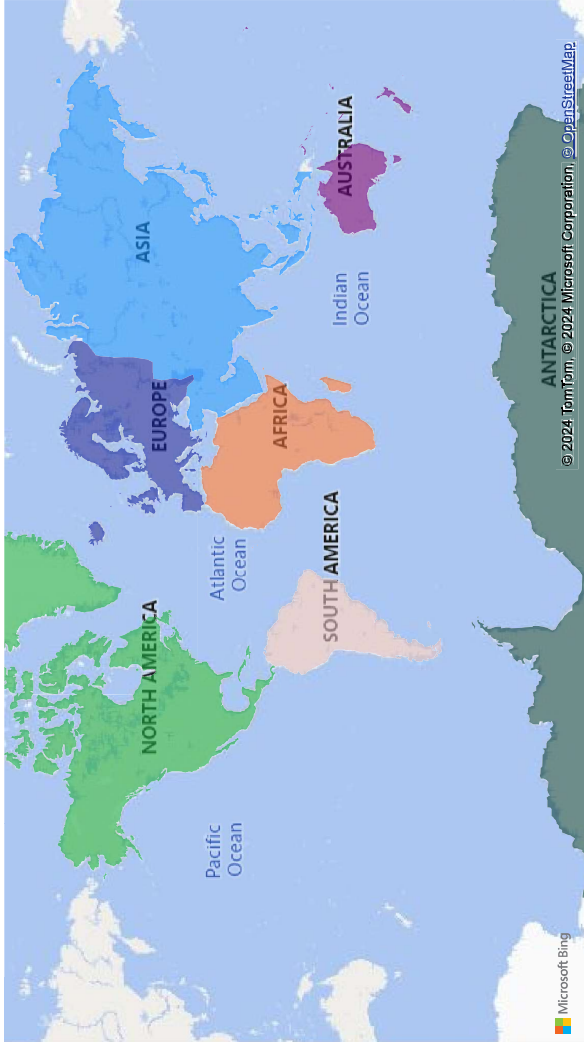 NORTH AMERICA
EUROPE
ASIA
Atlantic
Ocean
Pacific
Ocean
AFRICA
SOUTH AMERICA
Indian
Ocean
AUSTRALIA
ANTARCTICA
Microsoft Bing
© 2024 TomTom, © 2024 Microsoft Corporation, © OpenStreetMap